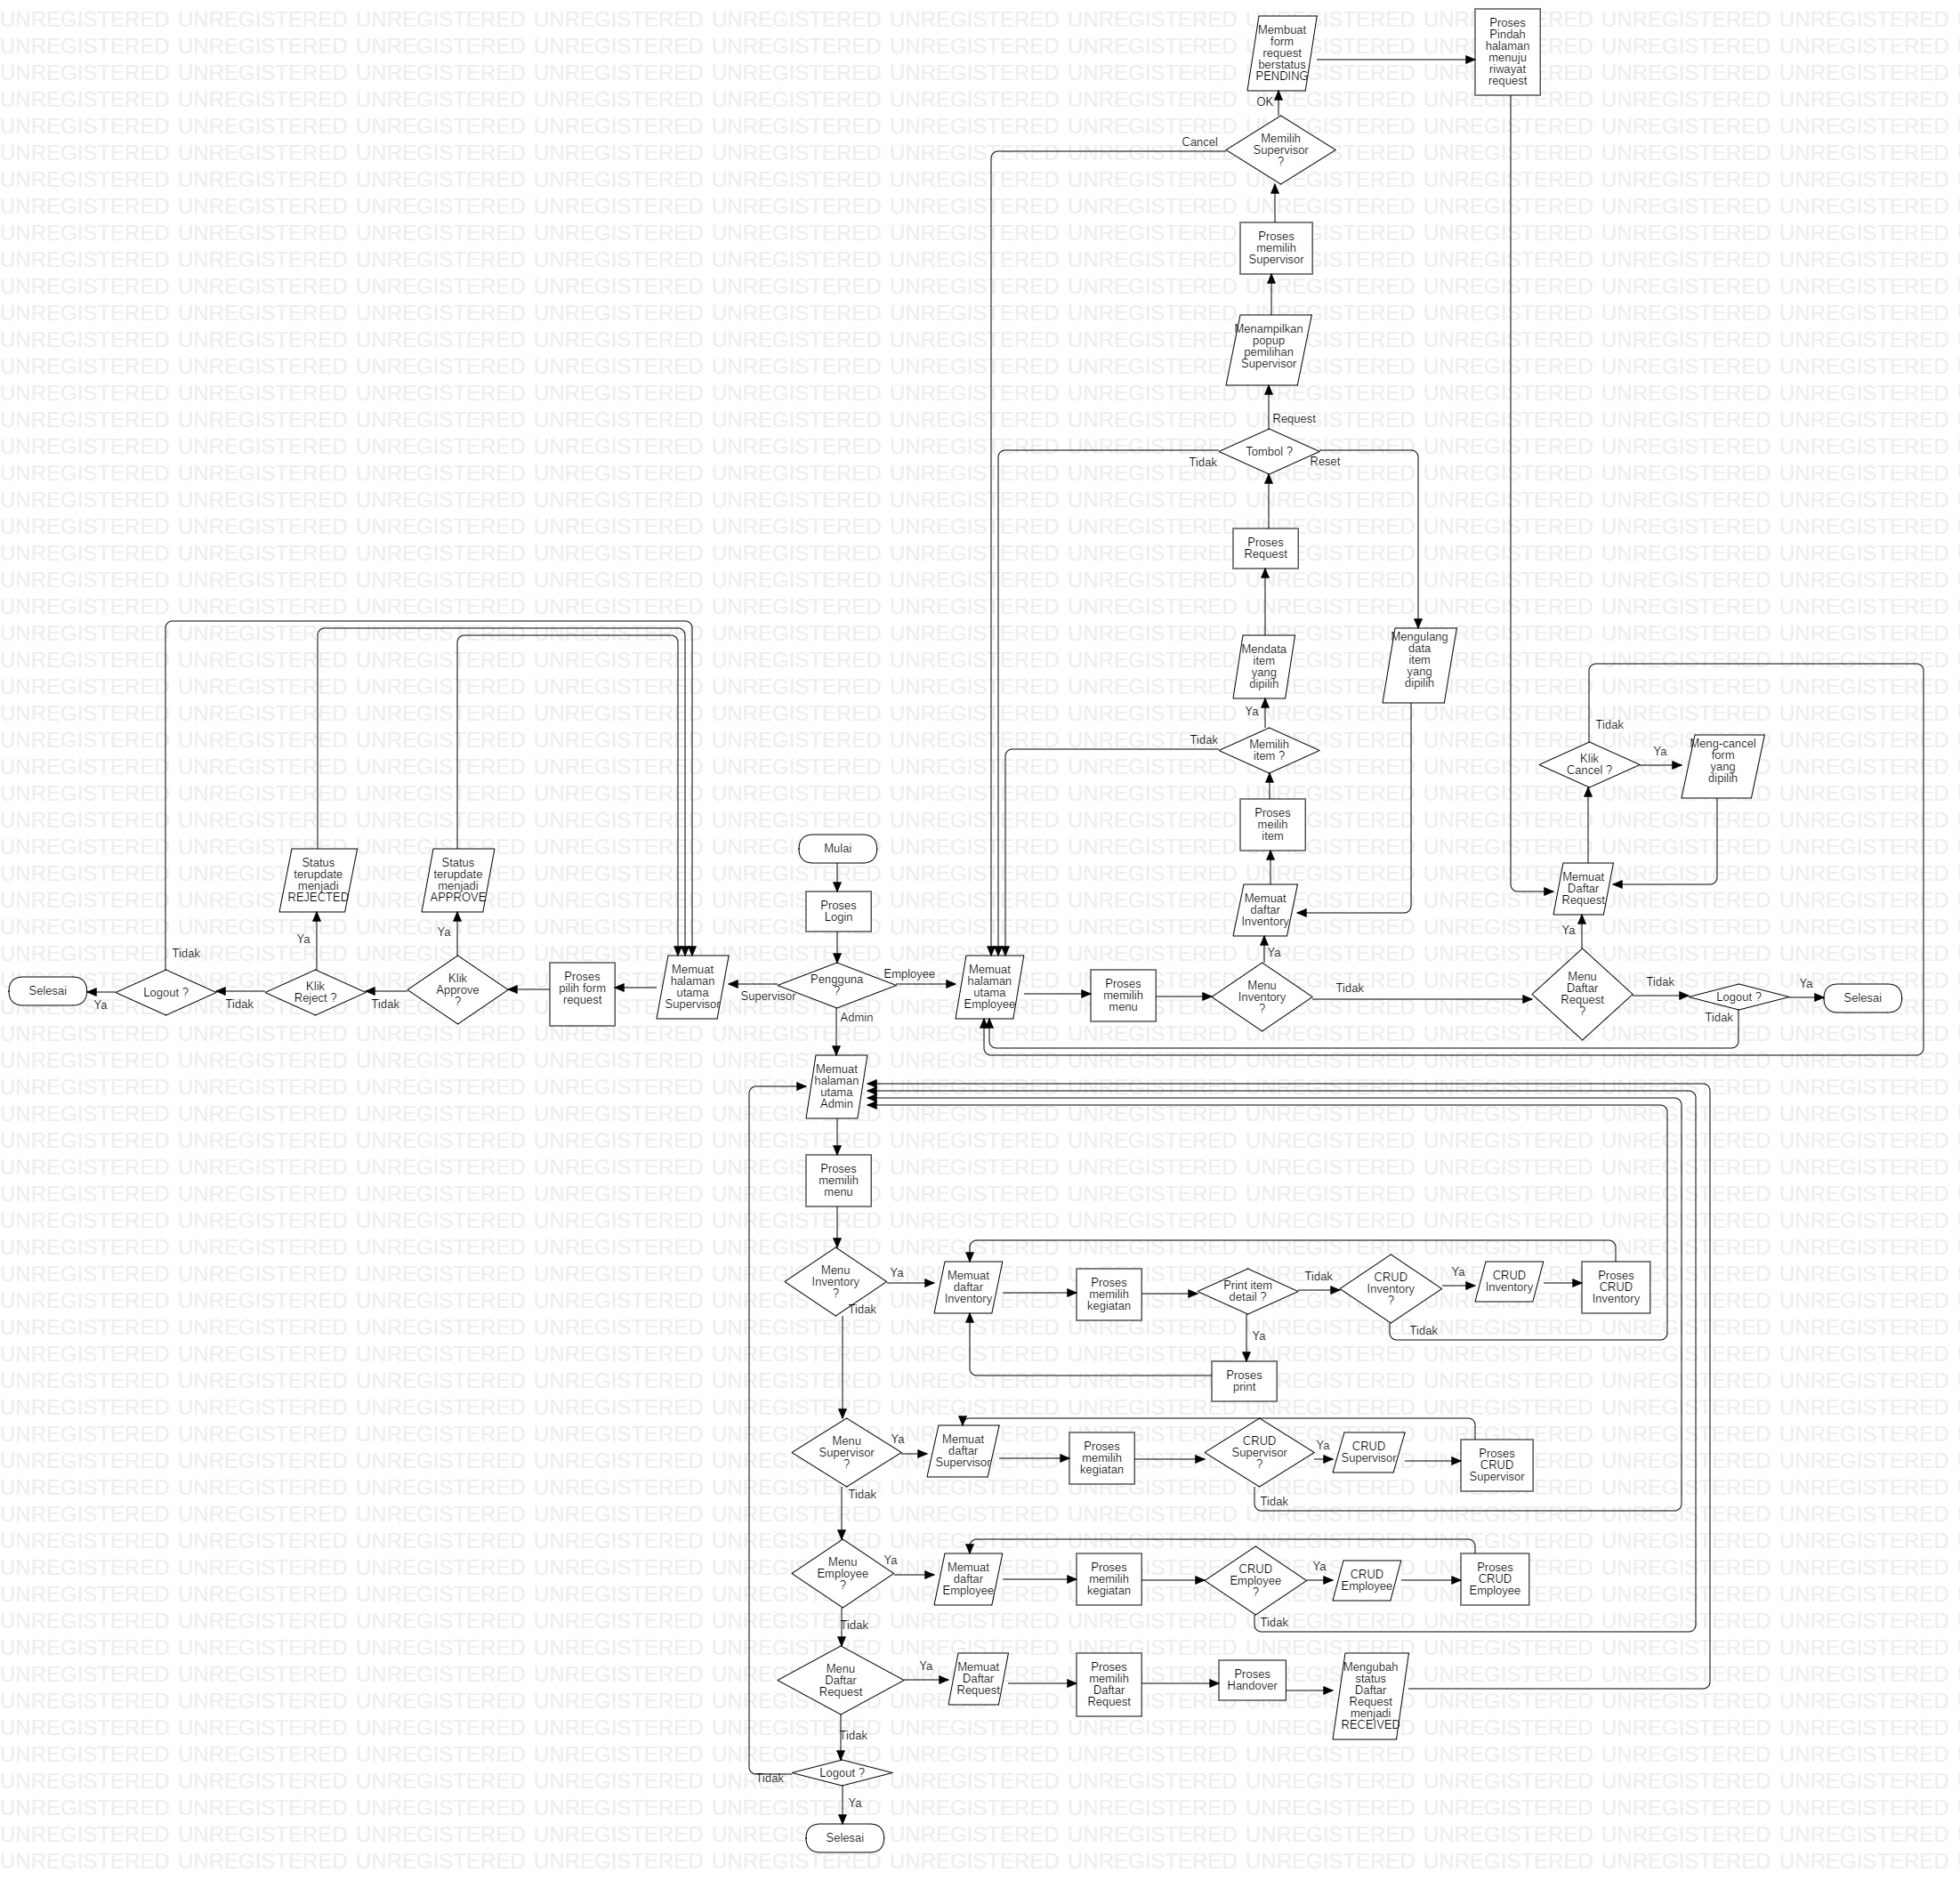 Membuat
form
request
berstatus
PENDING
Proses
Pindah
halaman
menuju
riwayat
request
OK
Cancel
Memilih
Supervisor
?
Proses
memilih
Supervisor
Menampilkan
popup
pemilihan
Supervisor
Request
Tombol ?
Tidak
Reset
Proses
Request
Mendata
item
yang
dipilih
Mengulang
data
item
yang
dipilih
Ya
Tidak
Memilih
item ?
Proses
meilih
item
Tidak
Klik
Cancel ?
Ya
Meng-cancel
form
yang
dipilih
Memuat
daftar
Inventory
Ya
Memuat
Daftar
Request
Ya
Mulai
Proses
Login
Status
terupdate
menjadi
REJECTED
Status
terupdate
menjadi
APPROVE
Ya
Ya
Tidak
Selesai
Ya
Logout ?
Tidak
Klik
Reject ?
Tidak
Klik
Approve
?
Proses
pilih form
request
Memuat
halaman
utama
Supervisor
Supervisor
Pengguna
?
Employee
Admin
Memuat
halaman
utama
Employee
Proses
memilih
menu
Menu
Inventory
?
Tidak
Menu
Daftar
Request
?
Tidak
Logout ?
Ya
Selesai
Tidak
Memuat
halaman
utama
Admin
Proses
memilih
menu
Menu
Inventory
?
Ya
Tidak
Memuat
daftar
Inventory
Proses
memilih
kegiatan
Print item
detail ?
Tidak
CRUD
Inventory
?
Ya
CRUD
Inventory
Proses
CRUD
Inventory
Tidak
Ya
Proses
print
Menu
Supervisor
?
Ya
Tidak
Memuat
daftar
Supervisor
Proses
memilih
kegiatan
CRUD
Supervisor
?
Ya
CRUD
Supervisor
Proses
CRUD
Supervisor
Tidak
Menu
Employee
?
Ya
Tidak
Memuat
daftar
Employee
Proses
memilih
kegiatan
CRUD
Employee
?
Ya
CRUD
Employee
Proses
CRUD
Employee
Tidak
Menu
Daftar
Request
Ya
Tidak
Memuat
Daftar
Request
Proses
memilih
Daftar
Request
Proses
Handover
Mengubah
status
Daftar
Request
menjadi
RECEIVED
Tidak
Logout ?
Ya
Selesai